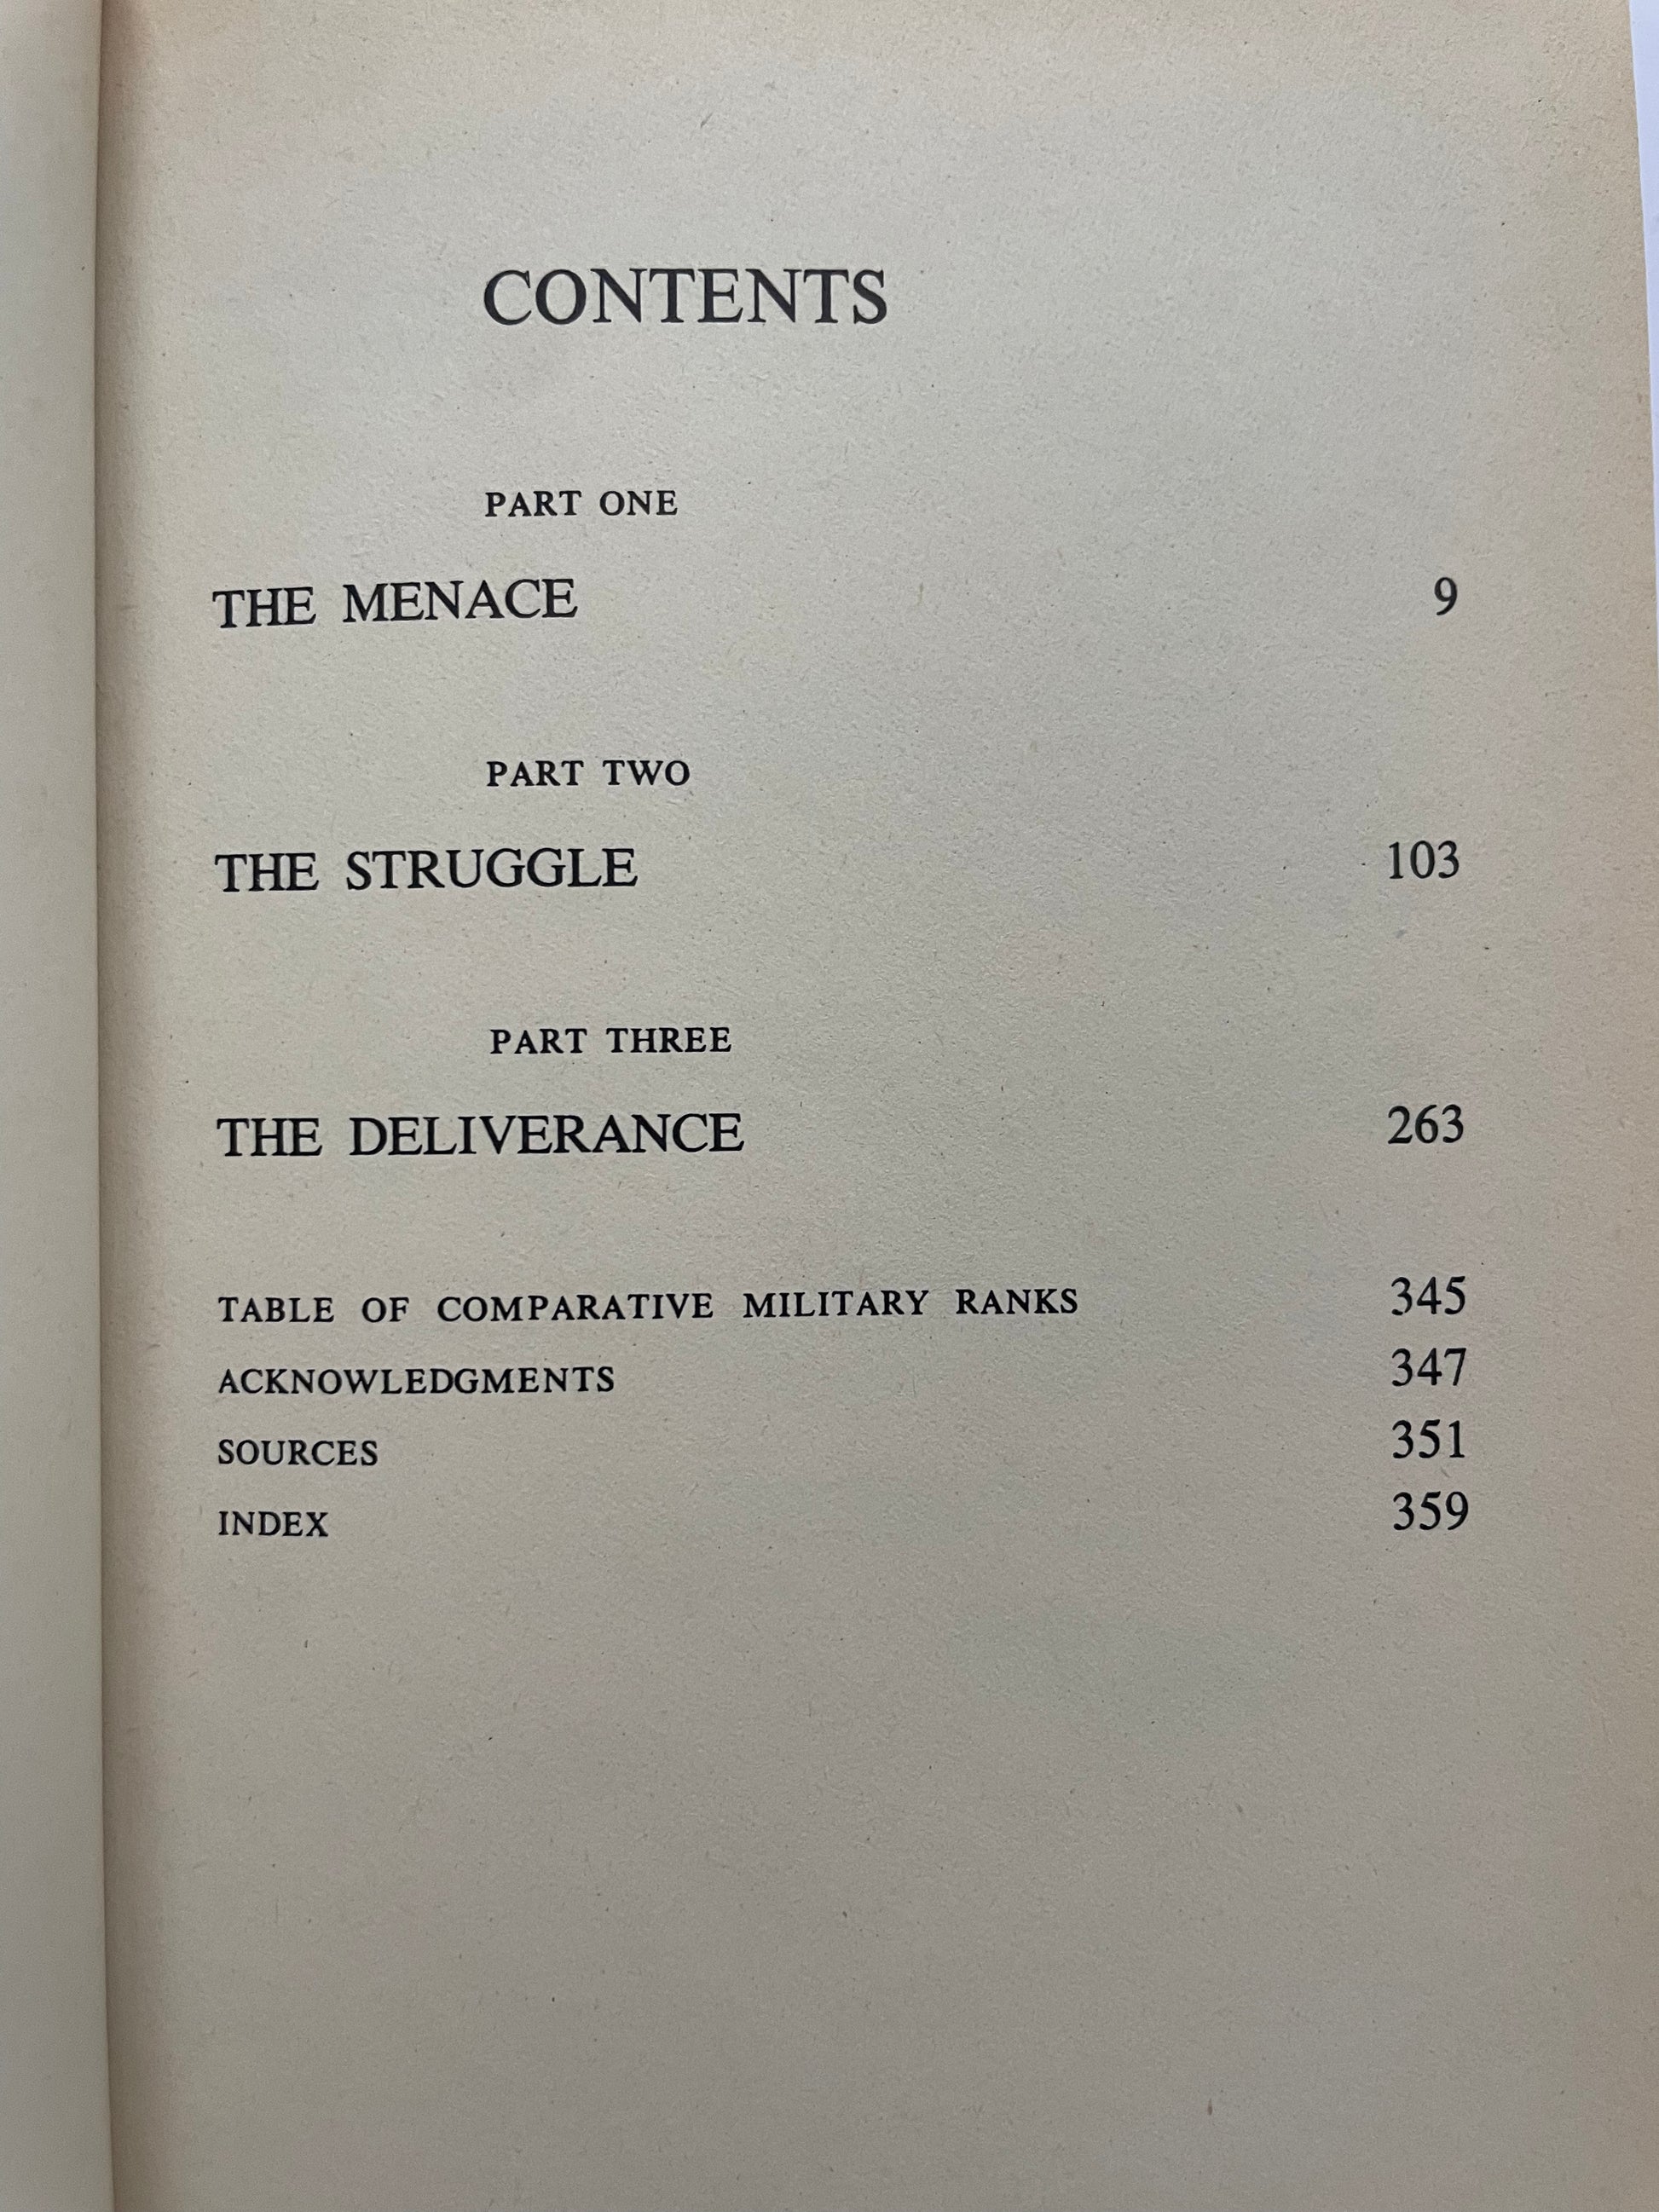 CONTENTS
PART ONE
THE MENACE 9
PART TWO
THE STRUGGLE 103
PART THREE
THE DELIVERANCE 263
TABLE OF COMPARATIVE MILITARY RANKS 345
ACKNOWLEDGMENTS 347
SOURCES 351
INDEX 359